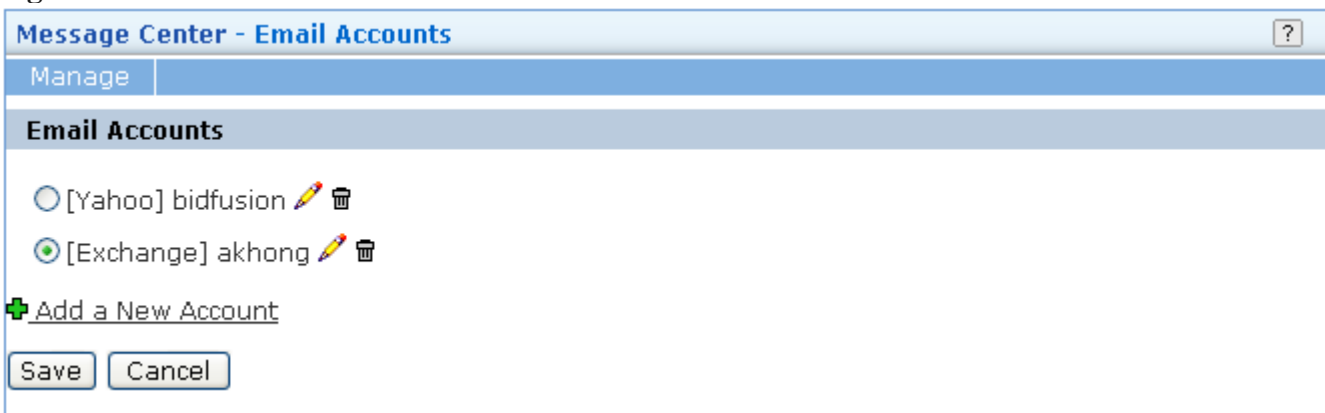 Message Center - Email Accounts ?
Manage
Email Accounts
[Yahoo] bidfusion
[Exchange] akhong
Add a New Account
Save Cancel